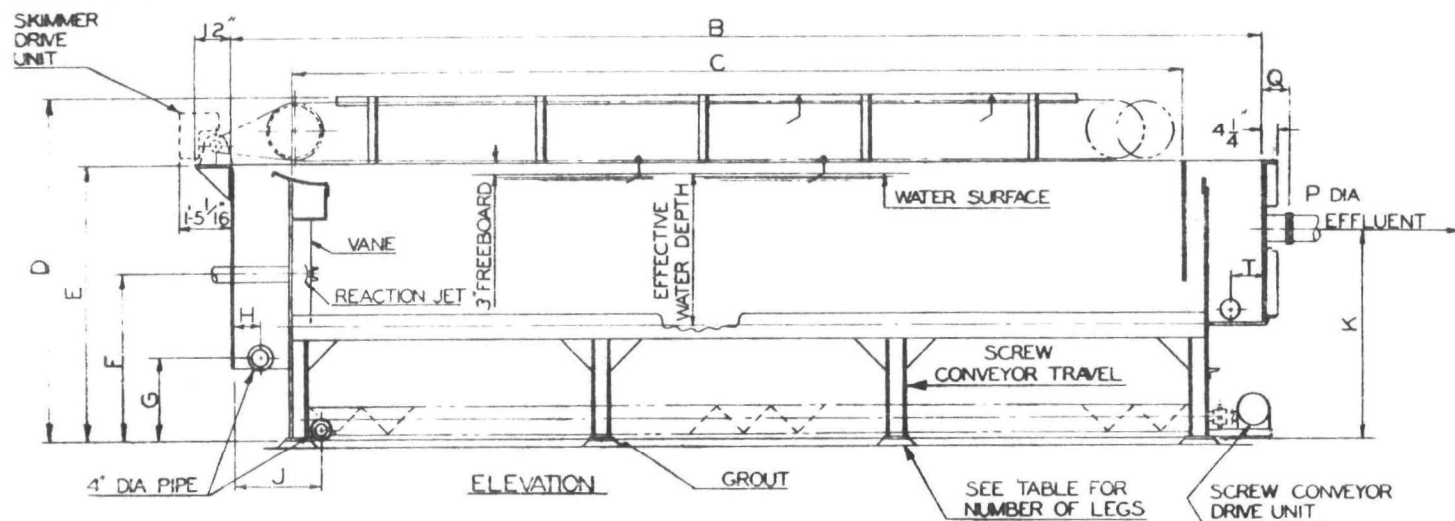 SKIMMER
DRIVE
UNIT
12"
B
C
Q
4 1/4"
D
E
F
G
H
J
K
T
1'-5 1/16"
VANE
REACTION JET
3" FREEBOARD
EFFECTIVE
WATER DEPTH
WATER SURFACE
P DIA
EFFLUENT
SCREW
CONVEYOR TRAVEL
4" DIA PIPE
ELEVATION
GROUT
SEE TABLE FOR
NUMBER OF LEGS
SCREW CONVEYOR
DRIVE UNIT